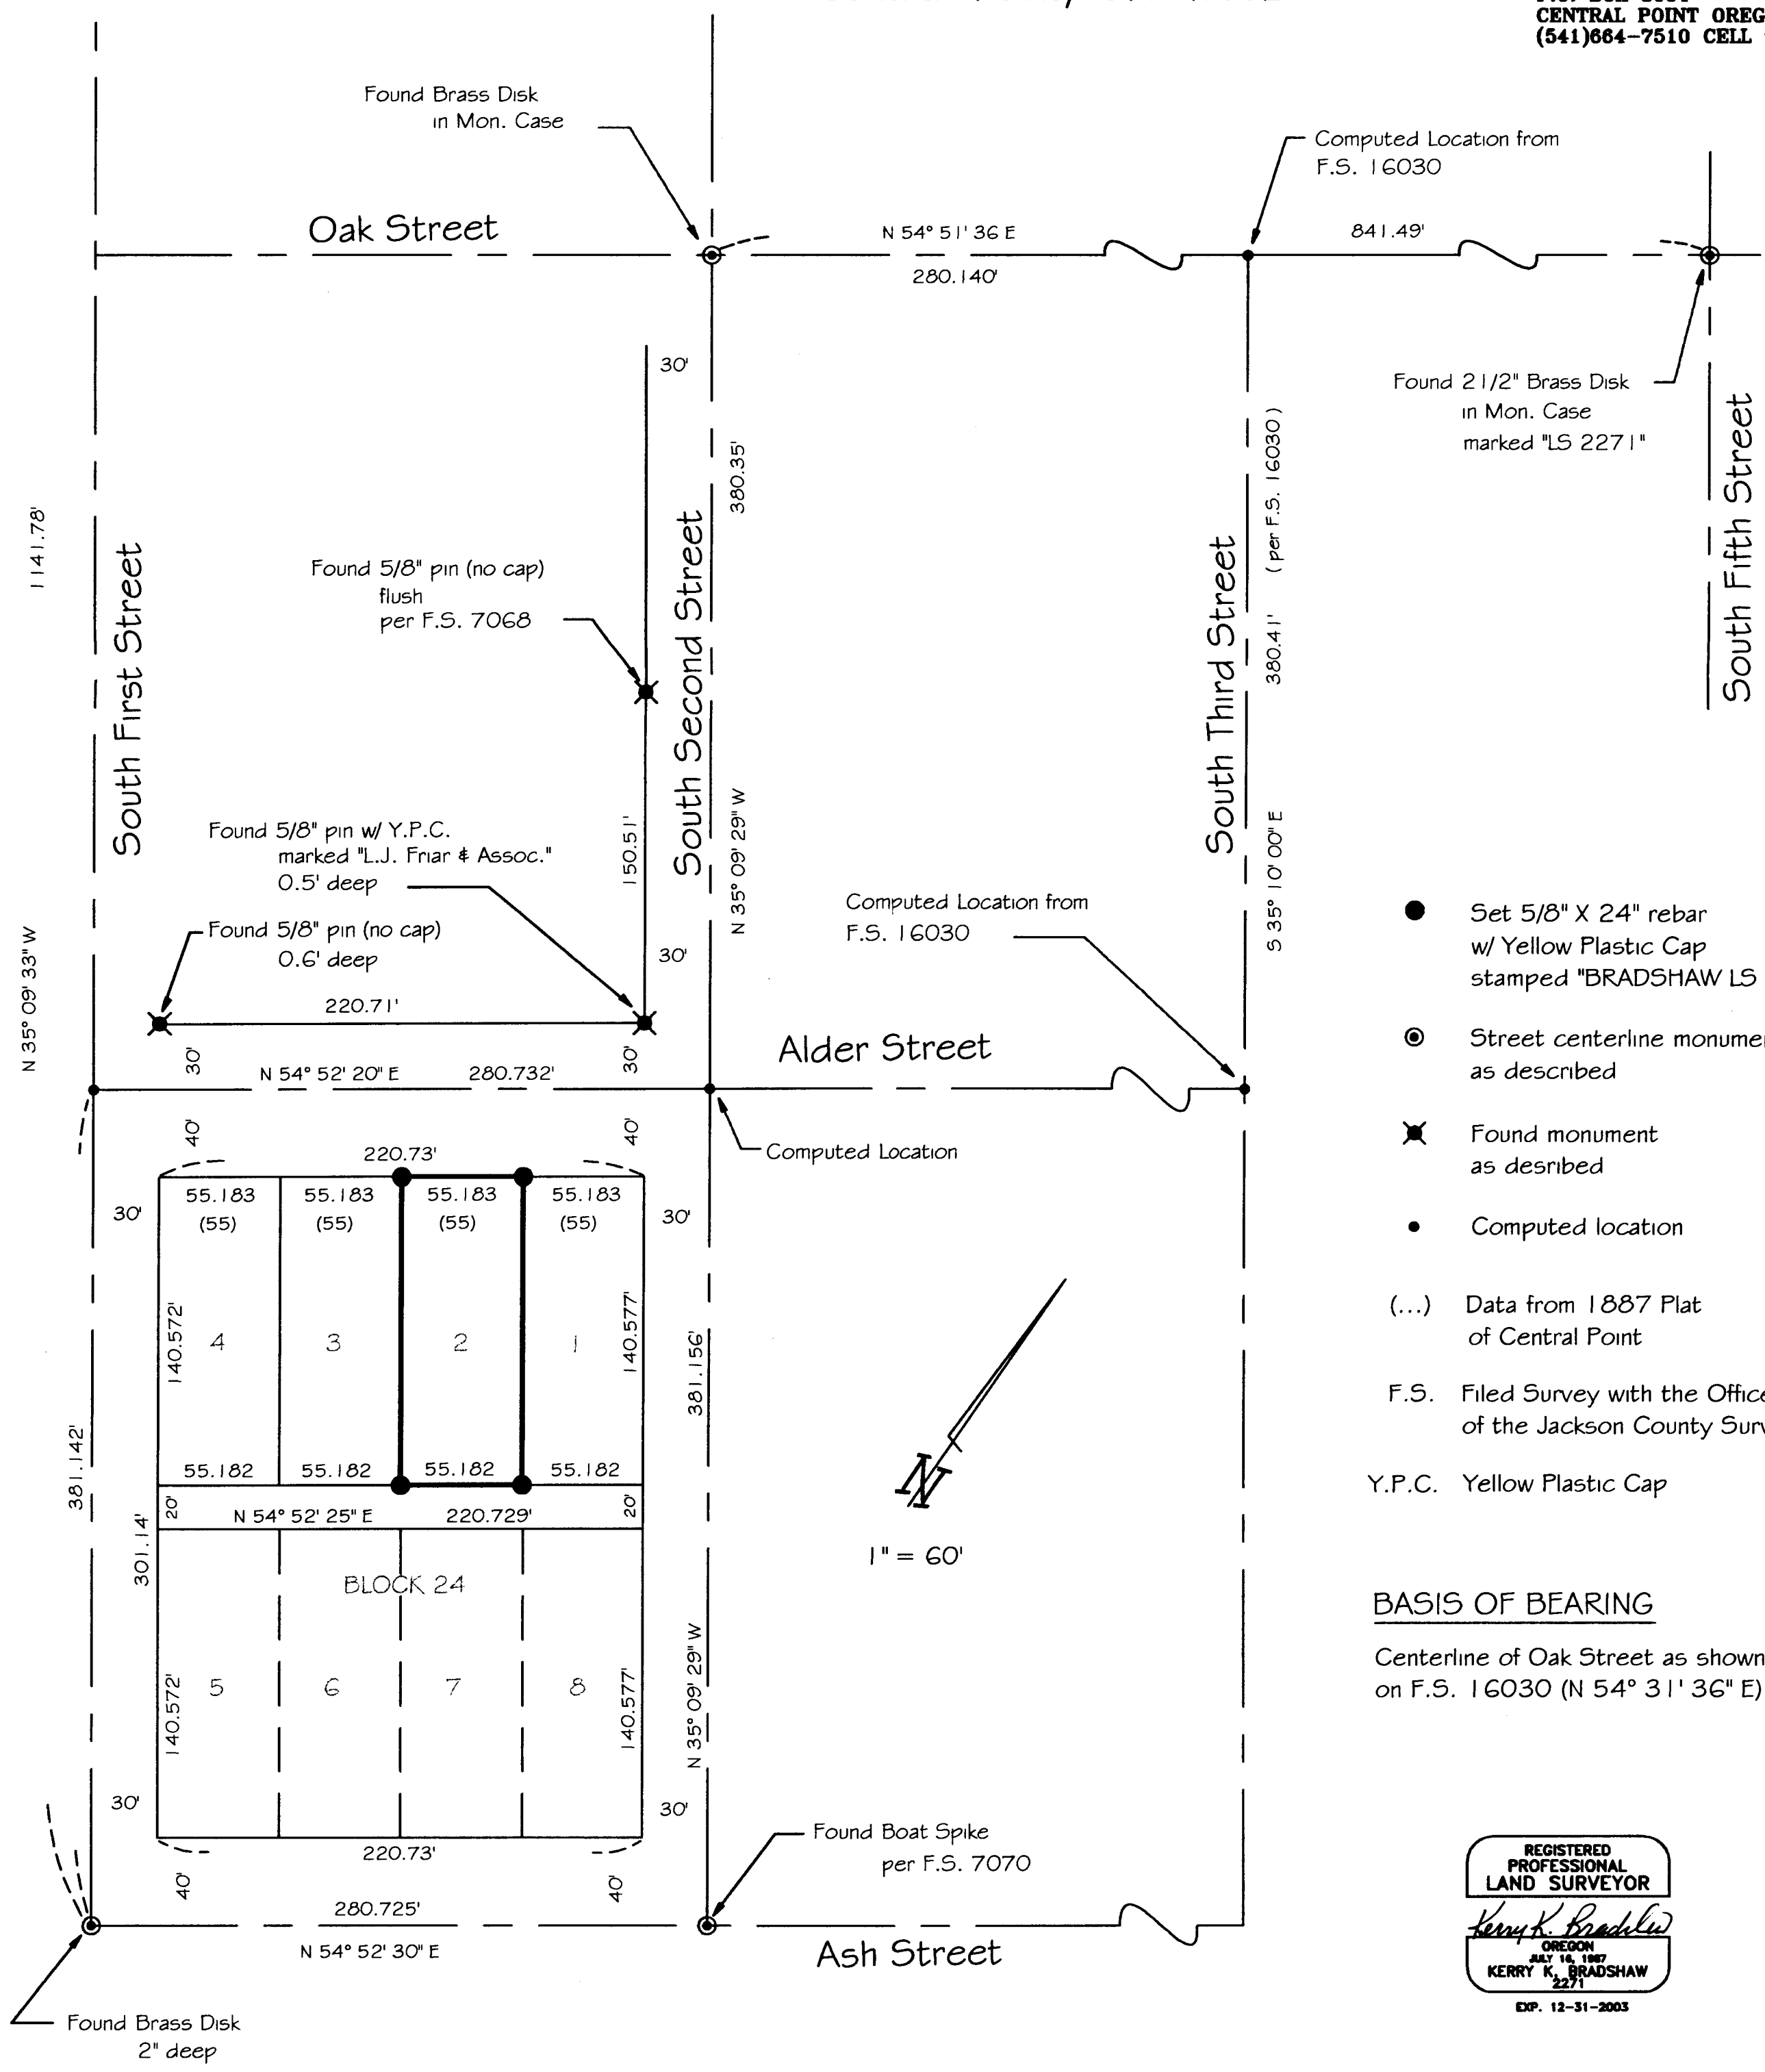 CENTRAL POINT OREG
(541)664-7510 CELL
Found Brass Disk
in Mon. Case
Computed Location from
F.S. 16030
Oak Street
N 54° 51' 36 E
841.49'
280.140'
30'
Found 2 1/2" Brass Disk
in Mon. Case
marked "LS 2271"
380.35'
(per F.S. 16030)
South Fifth Street
1141.78'
South First Street
Found 5/8" pin (no cap)
flush
per F.S. 7068
South Second Street
South Third Street
380.41'
Found 5/8" pin w/ Y.P.C.
marked "L.J. Friar & Assoc."
0.5' deep
150.51'
N 35° 09' 29" W
Computed Location from
F.S. 16030
S 35° 10' 00" E
Found 5/8" pin (no cap)
0.6' deep
30'
N 35° 09' 33" W
220.71'
30'
30'
Alder Street
N 54° 52' 20" E
280.732'
40'
40'
Computed Location
220.73'
30'
55.183
55.183
55.183
55.183
30'
(55)
(55)
(55)
(55)
140.572'
4
3
2
1
140.577'
381.156'
381.142'
55.182
55.182
55.182
55.182
20'
N 54° 52' 25" E
220.729'
20'
N
1" = 60'
301.14'
BLOCK 24
140.572'
5
6
7
8
140.577'
N 35° 09' 29" W
30'
30'
220.73'
Found Boat Spike
per F.S. 7070
40'
40'
280.725'
N 54° 52' 30" E
Ash Street
Found Brass Disk
2" deep
Set 5/8" X 24" rebar
w/ Yellow Plastic Cap
stamped "BRADSHAW LS
Street centerline monume
as described
Found monument
as desribed
Computed location
(...) Data from 1887 Plat
of Central Point
F.S. Filed Survey with the Office
of the Jackson County Surv
Y.P.C. Yellow Plastic Cap
BASIS OF BEARING
Centerline of Oak Street as shown
on F.S. 16030 (N 54° 31' 36" E)
REGISTERED
PROFESSIONAL
LAND SURVEYOR
Kerry K. Bradshaw
OREGON
JULY 16, 1987
KERRY K. BRADSHAW
2271
EXP. 12-31-2003